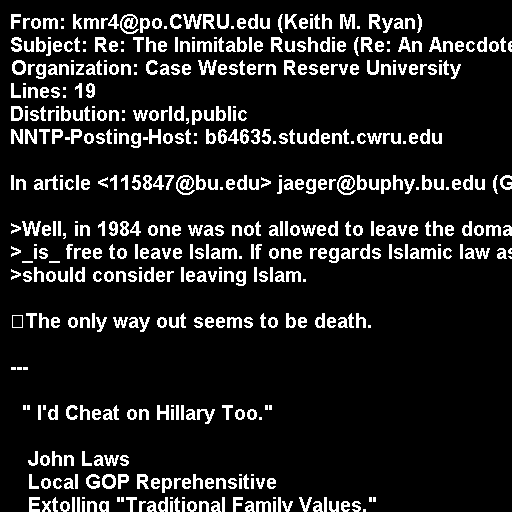 From: kmr4@po.CWRU.edu (Keith M. Ryan)
Subject: Re: The Inimitable Rushdie (Re: An Anecdote
Organization: Case Western Reserve University
Lines: 19
Distribution: world,public
NNTP-Posting-Host: b64635.student.cwru.edu

In article <115847@bu.edu> jaeger@buphy.bu.edu (G

>Well, in 1984 one was not allowed to leave the doma
>_is_ free to leave Islam. If one regards Islamic law as
>should consider leaving Islam.

The only way out seems to be death.

---

" I'd Cheat on Hillary Too."

John Laws
Local GOP Reprehensitive
Extolling "Traditional Family Values."